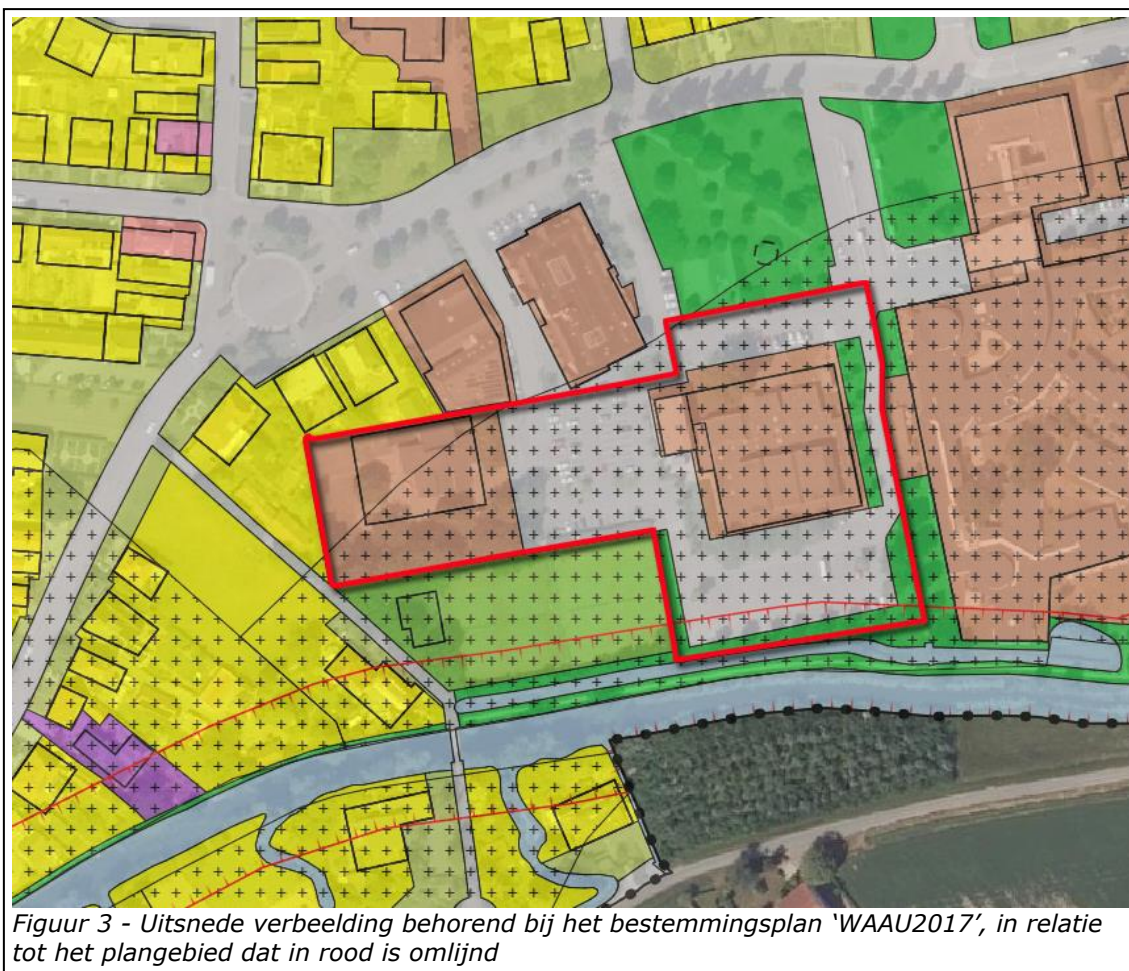 Figuur 3 - Uitsnede verbeelding behorend bij het bestemmingsplan ‘WAAU2017’, in relatie
tot het plangebied dat in rood is omlijnd